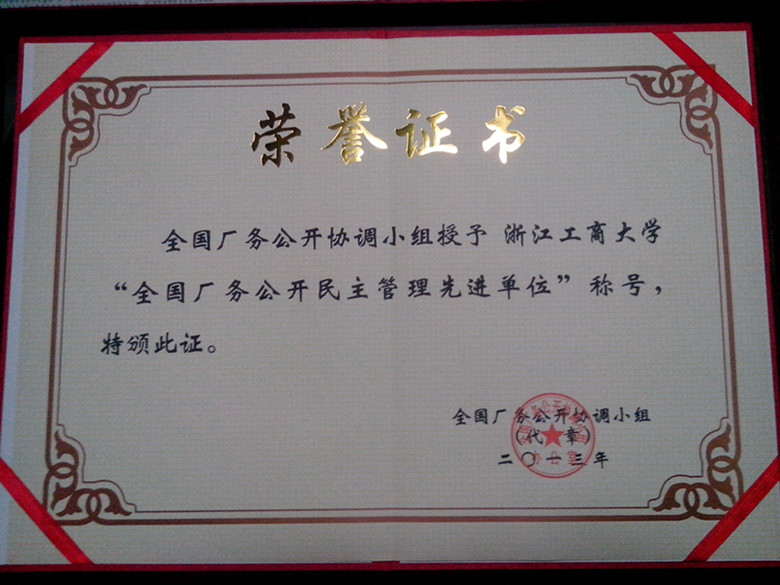 荣誉证书
全国厂务公开协调小组授予 浙江工商大学
“全国厂务公开民主管理先进单位”称号，
特颁此证。
全国厂务公开协调小组
（代 章）
二〇一三年